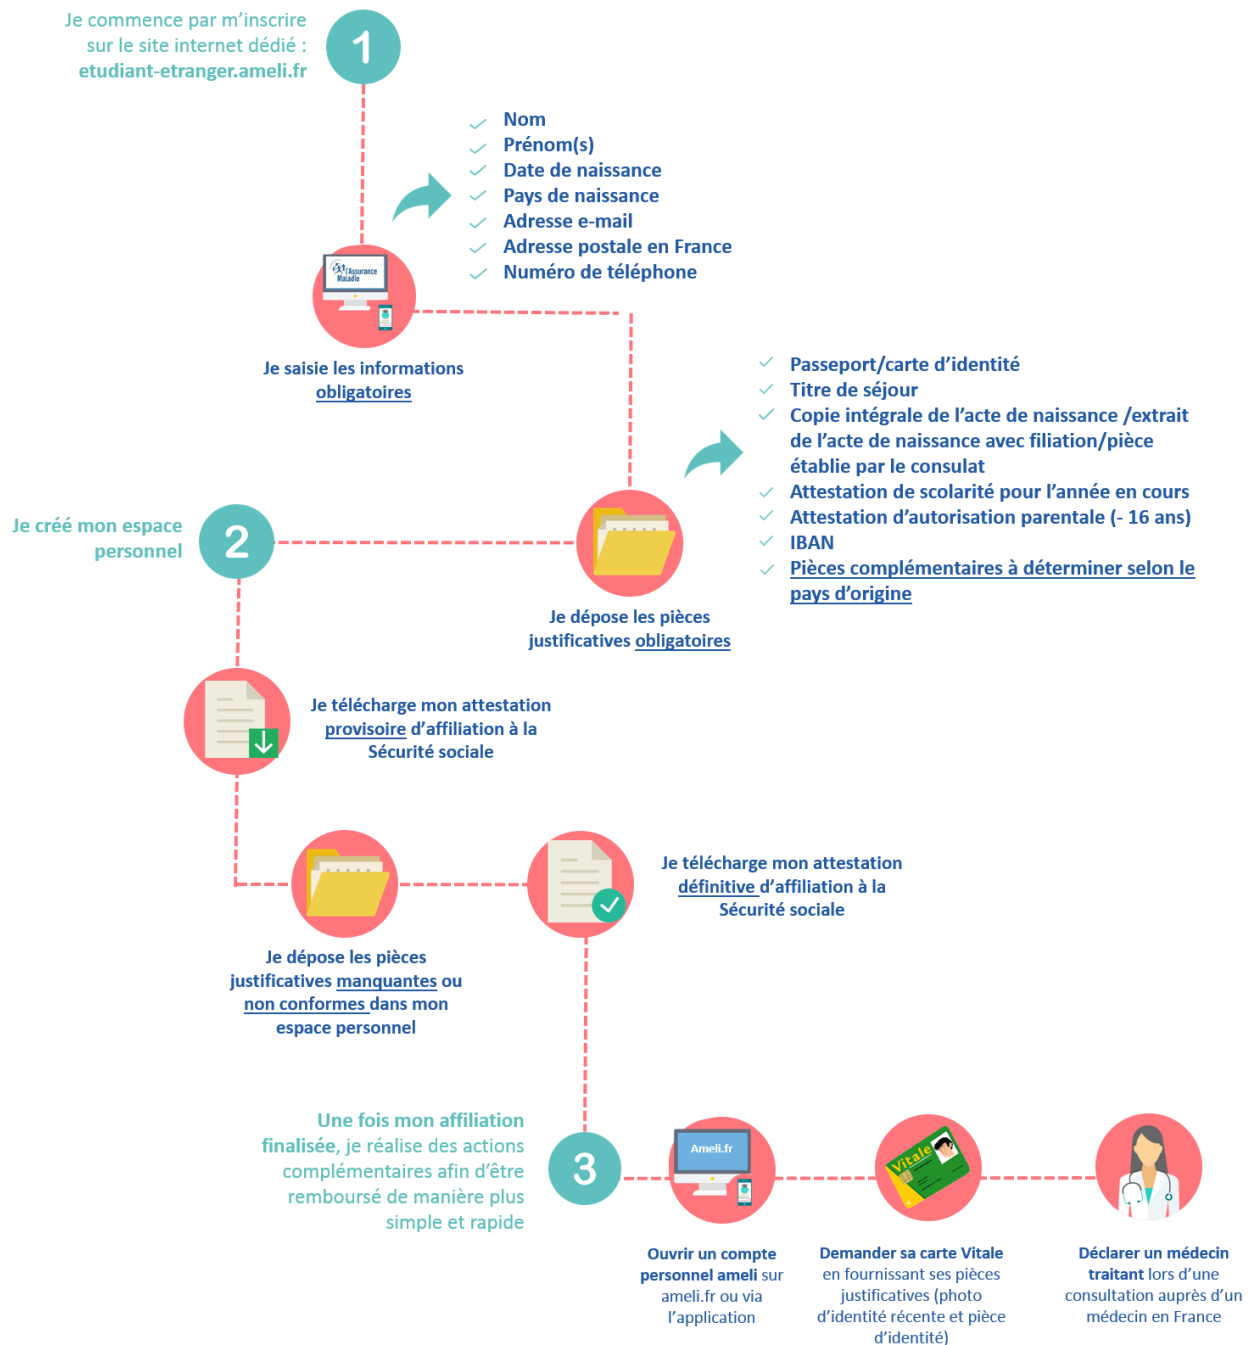 Je commence par m’inscrire
sur le site internet dédié :
etudiant-etranger.ameli.fr
1
Nom
Prénom(s)
Date de naissance
Pays de naissance
Adresse e-mail
Adresse postale en France
Numéro de téléphone
l’Assurance
Maladie
Je saisie les informations
obligatoires
Passeport/carte d’identité
Titre de séjour
Copie intégrale de l’acte de naissance /extrait
de l’acte de naissance avec filiation/pièce
établie par le consulat
Attestation de scolarité pour l’année en cours
Attestation d’autorisation parentale (- 16 ans)
IBAN
Pièces complémentaires à déterminer selon le
pays d’origine
Je dépose les pièces
justificatives obligatoires
Je créé mon espace
personnel
2
Je télécharge mon attestation
provisoire d’affiliation à la
Sécurité sociale
Je dépose les pièces
justificatives manquantes ou
non conformes dans mon
espace personnel
Je télécharge mon attestation
définitive d’affiliation à la
Sécurité sociale
Une fois mon affiliation
finalisée, je réalise des actions
complémentaires afin d’être
remboursé de manière plus
simple et rapide
3
Ameli.fr
Ouvrir un compte
personnel ameli sur
ameli.fr ou via
l’application
Vitale
Demander sa carte Vitale
en fournissant ses pièces
justificatives (photo
d’identité récente et pièce
d’identité)
Déclarer un médecin
traitant lors d’une
consultation auprès d’un
médecin en France